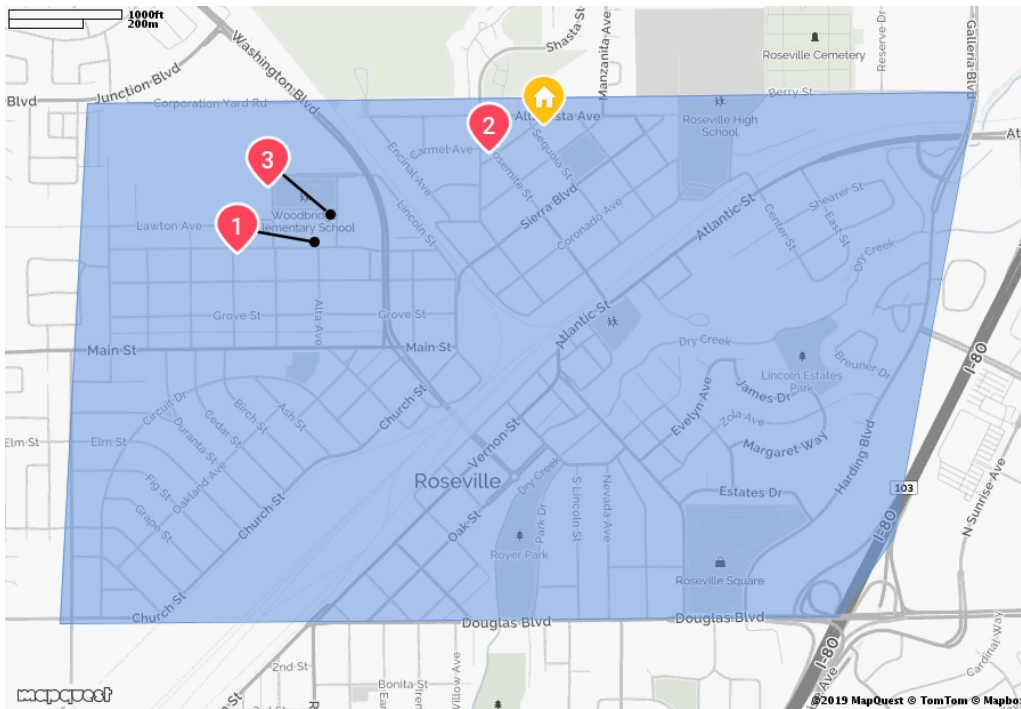 1000ft
200m
Shasta St
Manzanita Ave
Reserve Dr
Galleria Blvd
Washington Blvd
Roseville Cemetery
Junction Blvd
Blvd
Corporation Yard Rd
Berry St
Roseville High
School
2
Carmel Ave
Sequoia St
At
3
Encinal Ave
Sierra Blvd
Shearer St
Lincoln St
Coronado Ave
Atlantic St
Center St
East St
Lawton Ave
1
Elementary School
Dry Creek
Alta Ave
Grove St
Grove St
Atlantic St
Main St
Main St
Dry Creek
I-80
Breuner Dr
Lincoln Estates
Park
James Dr
Circuit Dr
Birch St
Ash St
Church St
Evelyn Ave
Zola Ave
Cedar St
Duranta St
Elm St
Elm St
Vernon St
Margaret Way
Harding Blvd
Oakland Ave
Fig St
Roseville
Dry Creek
Estates Dr
103
Grape St
Church St
Oak St
Park Dr
S Lincoln St
Nevada Ave
N Sunrise Ave
I-80
Royer Park
Roseville Square
Church St
Douglas Blvd
Douglas Blvd
I-80
2nd St
Willow Ave
Cardinal Way
Bonita St
mapquest
©2019 MapQuest © TomTom © Mapbo